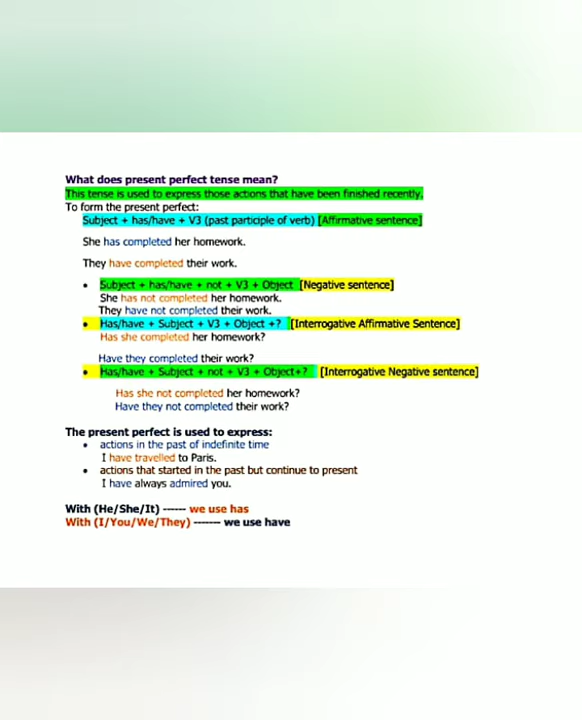 What does present perfect tense mean?
This tense is used to express those actions that have been finished recently.
To form the present perfect:
Subject + has/have + V3 (past participle of verb) [Affirmative sentence]
She has completed her homework.
They have completed their work.
• Subject + has/have + not + V3 + Object [Negative sentence]
She has not completed her homework.
They have not completed their work.
• Has/have + Subject + V3 + Object +? [Interrogative Affirmative Sentence]
Has she completed her homework?
Have they completed their work?
• Has/have + Subject + not + V3 + Object+? [Interrogative Negative sentence]
Has she not completed her homework?
Have they not completed their work?
The present perfect is used to express:
• actions in the past of indefinite time
I have travelled to Paris.
• actions that started in the past but continue to present
I have always admired you.
With (He/She/It) ------ we use has
With (I/You/We/They) ------- we use have